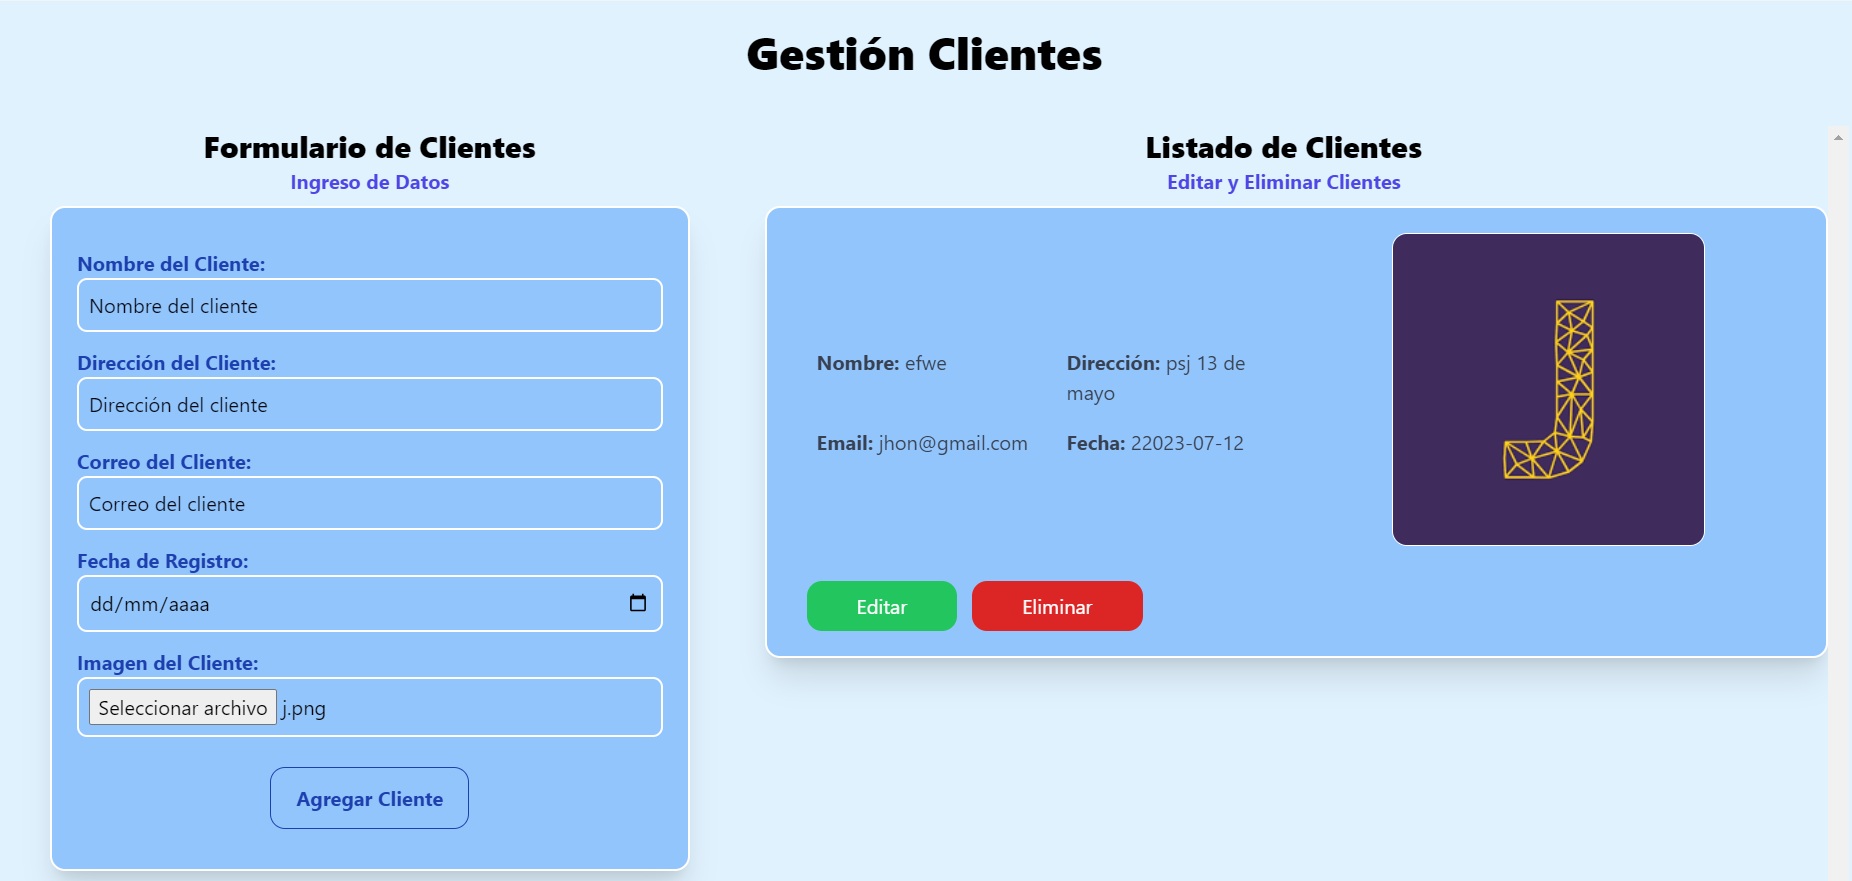 Gestión Clientes
Formulario de Clientes
Ingreso de Datos
Nombre del Cliente:
Nombre del cliente
Dirección del Cliente:
Dirección del cliente
Correo del Cliente:
Correo del cliente
Fecha de Registro:
dd/mm/aaaa
Imagen del Cliente:
Seleccionar archivo j.png
Agregar Cliente
Listado de Clientes
Editar y Eliminar Clientes
Nombre: efwe
Dirección: psj 13 de
mayo
Email: jhon@gmail.com
Fecha: 22023-07-12
J
Editar
Eliminar